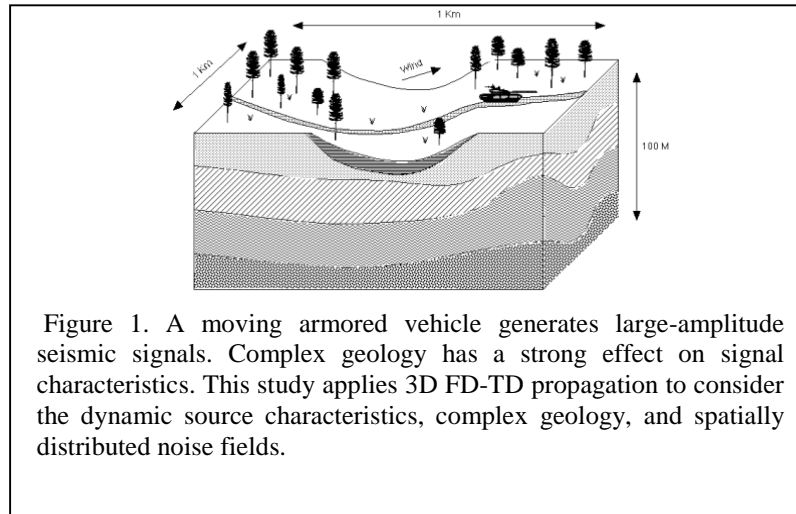 1 Km
1 Km
Wind
100 M
Figure 1. A moving armored vehicle generates large-amplitude
seismic signals. Complex geology has a strong effect on signal
characteristics. This study applies 3D FD-TD propagation to consider
the dynamic source characteristics, complex geology, and spatially
distributed noise fields.